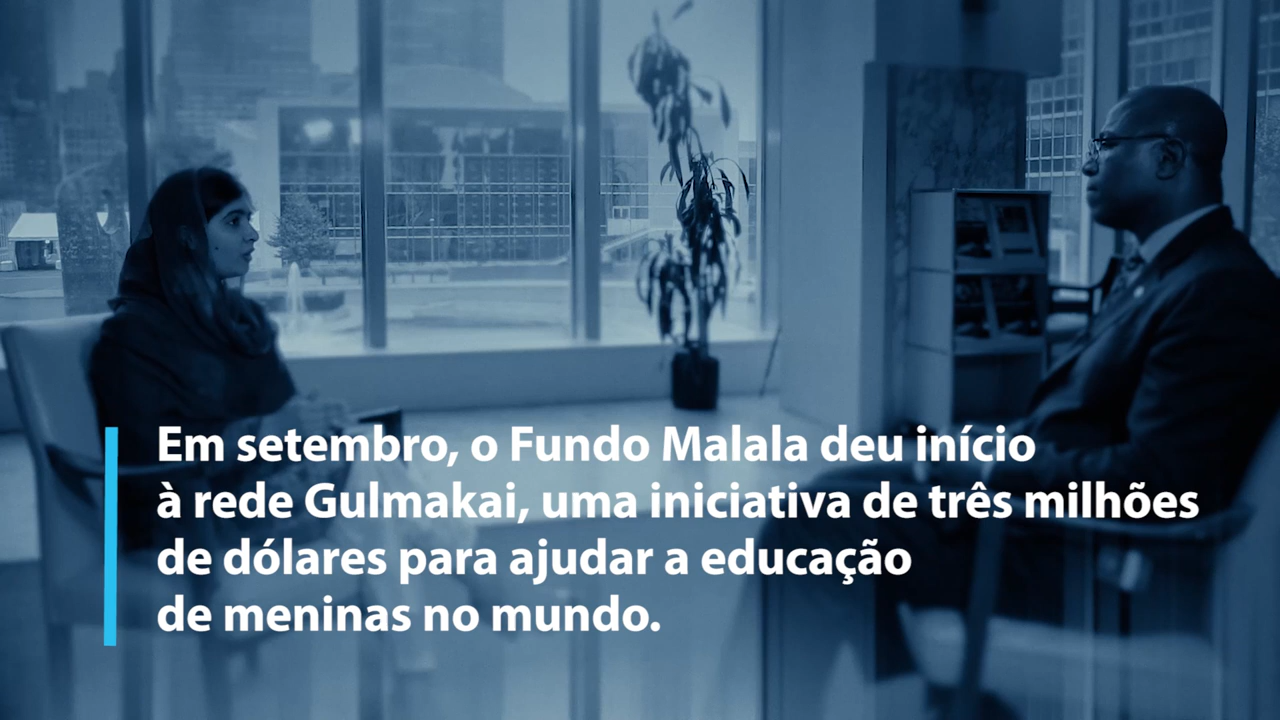 Em setembro, o Fundo Malala deu início
à rede Gulmakai, uma iniciativa de três milhões
de dólares para ajudar a educação
de meninas no mundo.